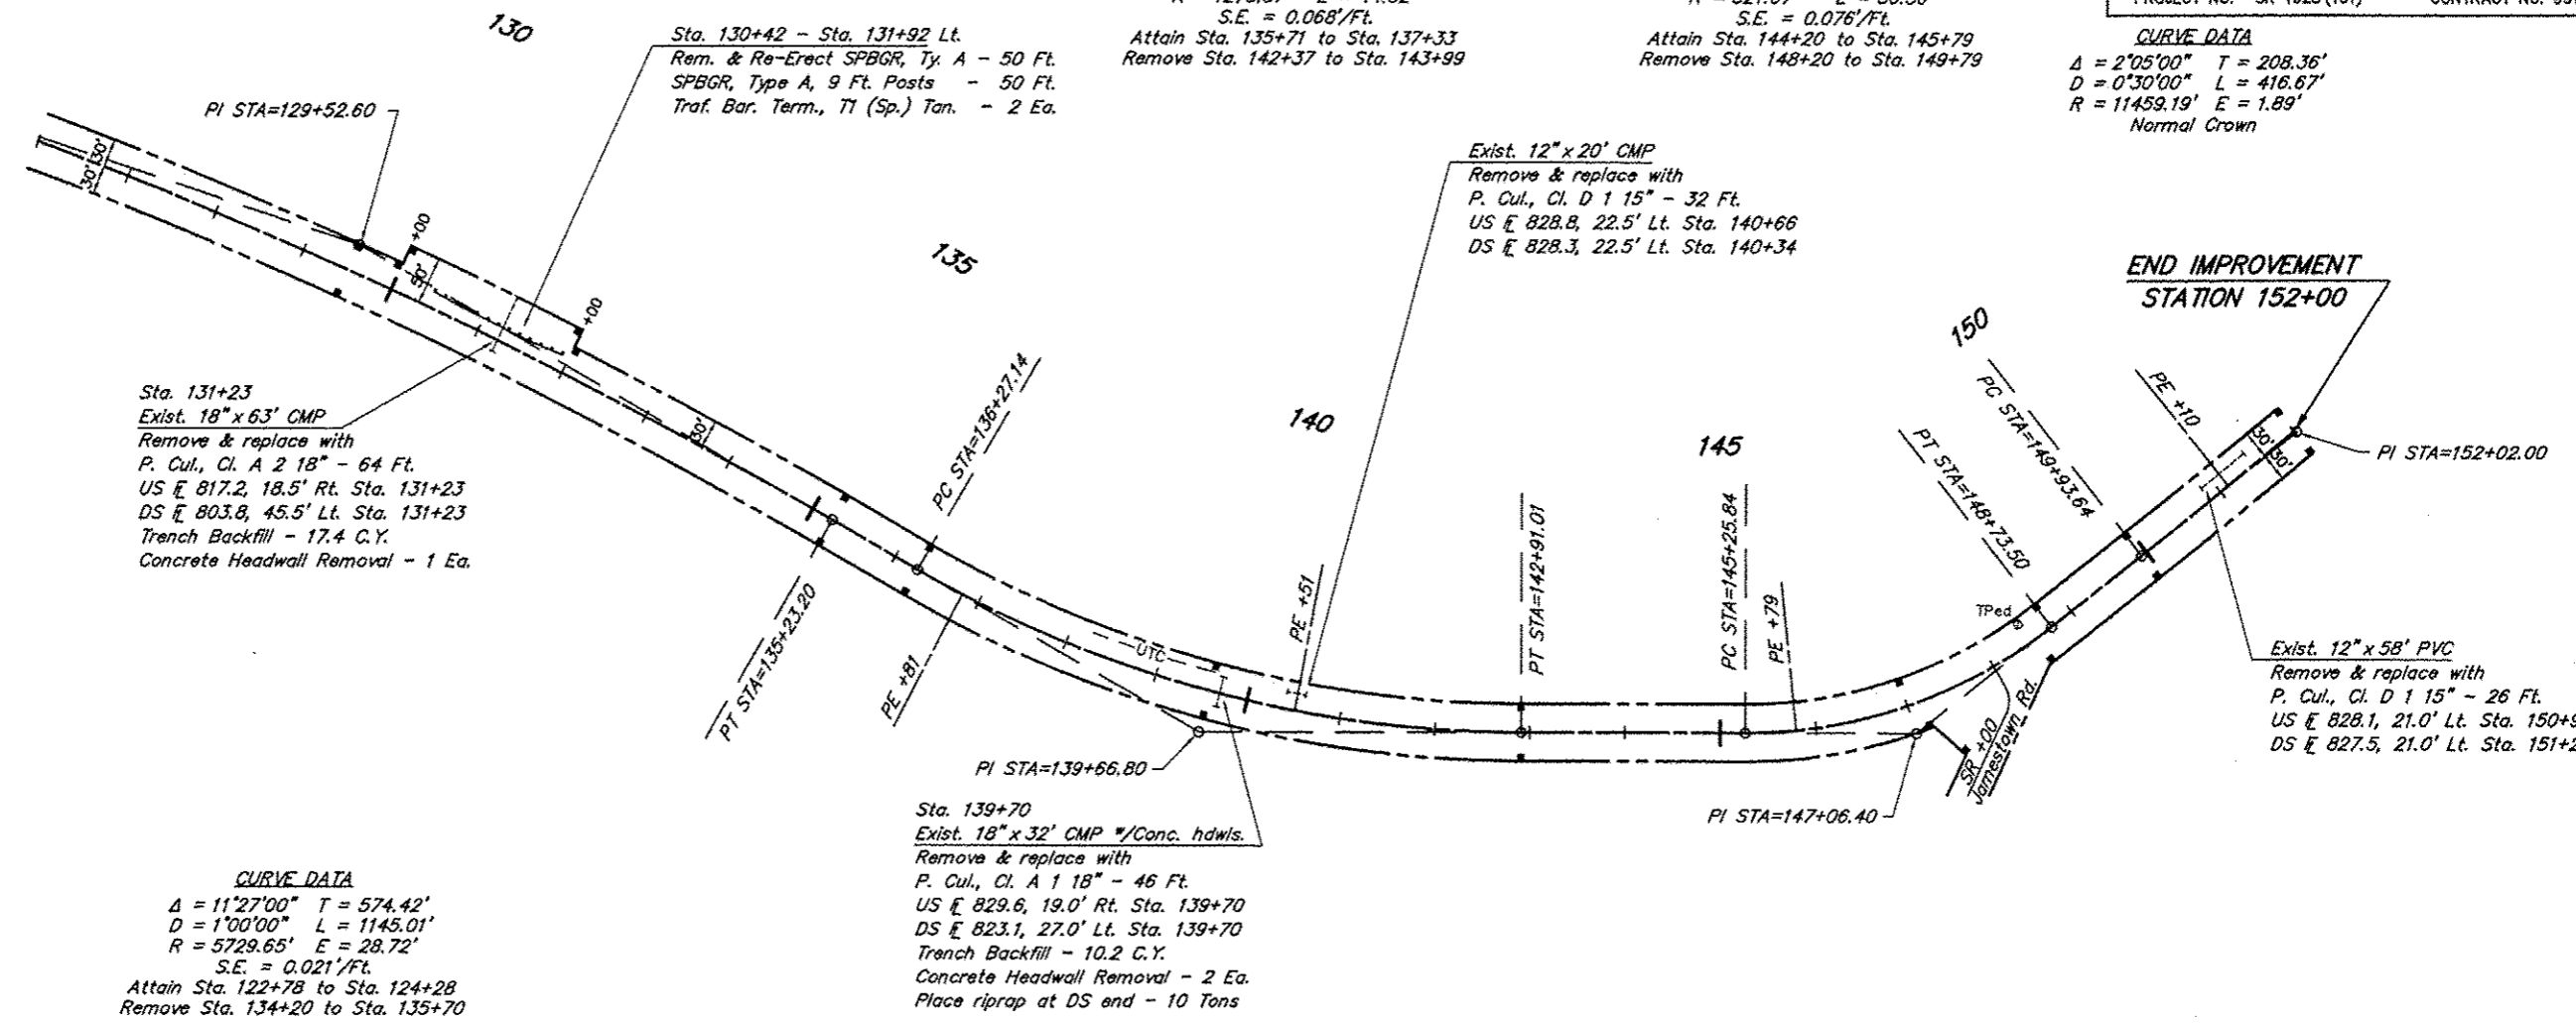 130
Sta. 130+42 - Sta. 131+92 Lt.
Rem. & Re-Erect SPBGR, Ty. A - 50 Ft.
SPBGR, Type A, 9 Ft. Posts - 50 Ft.
Traf. Bar. Term., T1 (Sp.) Tan. - 2 Ea.
S.E. = 0.068'/Ft.
Attain Sta. 135+71 to Sta. 137+33
Remove Sta. 142+37 to Sta. 143+99
S.E. = 0.076'/Ft.
Attain Sta. 144+20 to Sta. 145+79
Remove Sta. 148+20 to Sta. 149+79
CURVE DATA
Δ = 2°05'00" T = 208.36'
D = 0°30'00" L = 416.67'
R = 11459.19' E = 1.89'
Normal Crown
PI STA=129+52.60
30' 30'
+00
50'
+00
135
Exist. 12" x 20' CMP
Remove & replace with
P. Cul., Cl. D 1 15" - 32 Ft.
US FL 828.8, 22.5' Lt. Sta. 140+66
DS FL 828.3, 22.5' Lt. Sta. 140+34
END IMPROVEMENT
STATION 152+00
150
PC STA=149+93.64
PE +10
PT STA=148+73.50
30' 30'
PI STA=152+02.00
Sta. 131+23
Exist. 18" x 63' CMP
Remove & replace with
P. Cul., Cl. A 2 18" - 64 Ft.
US FL 817.2, 18.5' Rt. Sta. 131+23
DS FL 803.8, 45.5' Lt. Sta. 131+23
Trench Backfill - 17.4 C.Y.
Concrete Headwall Removal - 1 Ea.
30'
PC STA=136+27.14
140
145
PT STA=135+23.20
PE +81
UTC
PE +51
PT STA=142+91.01
PC STA=145+25.84
PE +79
TPed
SR +00
Jamestown Rd.
Exist. 12" x 58' PVC
Remove & replace with
P. Cul., Cl. D 1 15" - 26 Ft.
US FL 828.1, 21.0' Lt. Sta. 150+9
DS FL 827.5, 21.0' Lt. Sta. 151+2
PI STA=139+66.80
PI STA=147+06.40
Sta. 139+70
Exist. 18" x 32' CMP w/Conc. hdwls.
Remove & replace with
P. Cul., Cl. A 1 18" - 46 Ft.
US FL 829.6, 19.0' Rt. Sta. 139+70
DS FL 823.1, 27.0' Lt. Sta. 139+70
Trench Backfill - 10.2 C.Y.
Concrete Headwall Removal - 2 Ea.
Place riprap at DS end - 10 Tons
CURVE DATA
Δ = 11°27'00" T = 574.42'
D = 1°00'00" L = 1145.01'
R = 5729.65' E = 28.72'
S.E. = 0.021'/Ft.
Attain Sta. 122+78 to Sta. 124+28
Remove Sta. 134+20 to Sta. 135+70